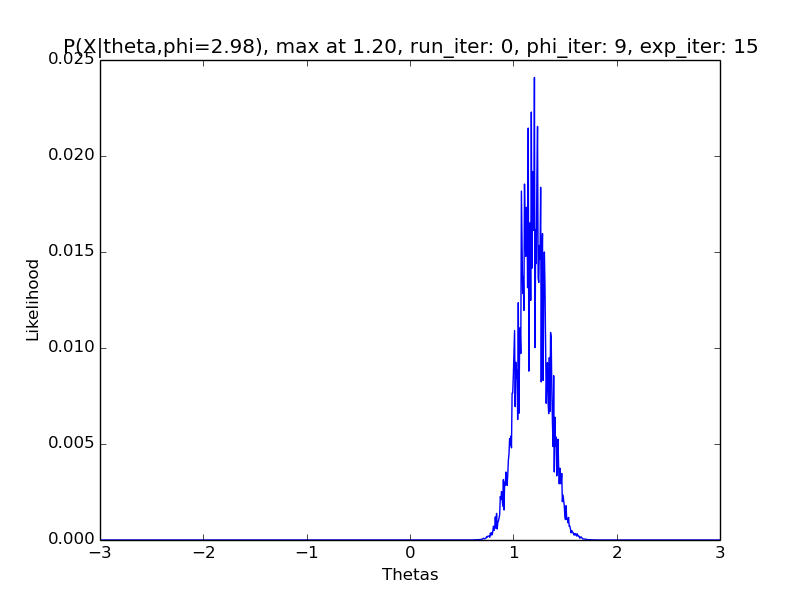 P(X|theta,phi=2.98), max at 1.20, run_iter: 0, phi_iter: 9, exp_iter: 15
0.025
0.020
0.015
0.010
0.005
0.000
Likelihood
−3 −2 −1 0 1 2 3
Thetas